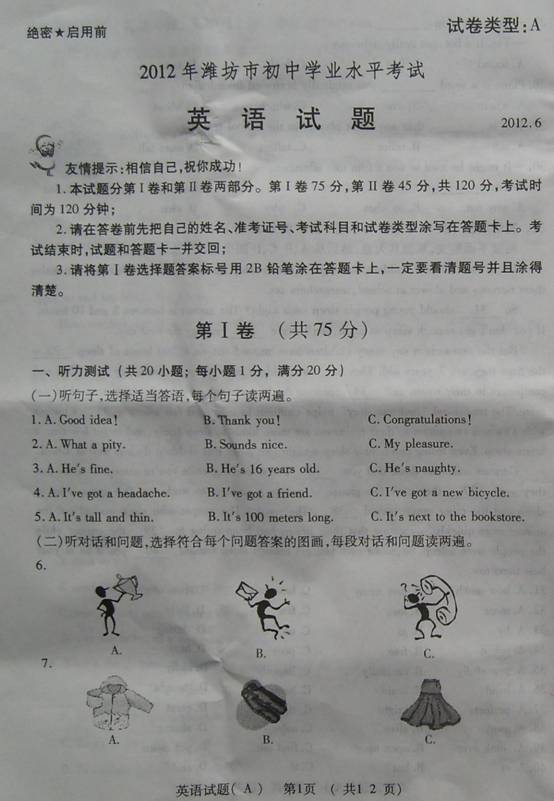 绝密★启用前
试卷类型:A
2012年潍坊市初中学业水平考试
英 语 试 题
2012.6
友情提示:相信自己,祝你成功!
1.本试题分第Ⅰ卷和第Ⅱ卷两部分。第Ⅰ卷75分,第Ⅱ卷45分,共120分,考试时
间为120分钟;
2.请在答卷前先把自己的姓名、准考证号、考试科目和试卷类型涂写在答题卡上。考
试结束时,试题和答题卡一并交回;
3.请将第Ⅰ卷选择题答案标号用2B铅笔涂在答题卡上,一定要看清题号并且涂得
清楚。
第Ⅰ卷 (共75分)
一、听力测试(共20小题;每小题1分,满分20分)
(一)听句子,选择适当答语,每个句子读两遍。
1. A. Good idea! B. Thank you! C. Congratulations!
2. A. What a pity. B. Sounds nice. C. My pleasure.
3. A. He's fine. B. He's 16 years old. C. He's naughty.
4. A. I've got a headache. B. I've got a friend. C. I've got a new bicycle.
5. A. It's tall and thin. B. It's 100 meters long. C. It's next to the bookstore.
(二)听对话和问题,选择符合每个问题答案的图画,每段对话和问题读两遍。
6.
A. B. C.
7.
A. B. C.
英语试题(A) 第1页 (共12页)